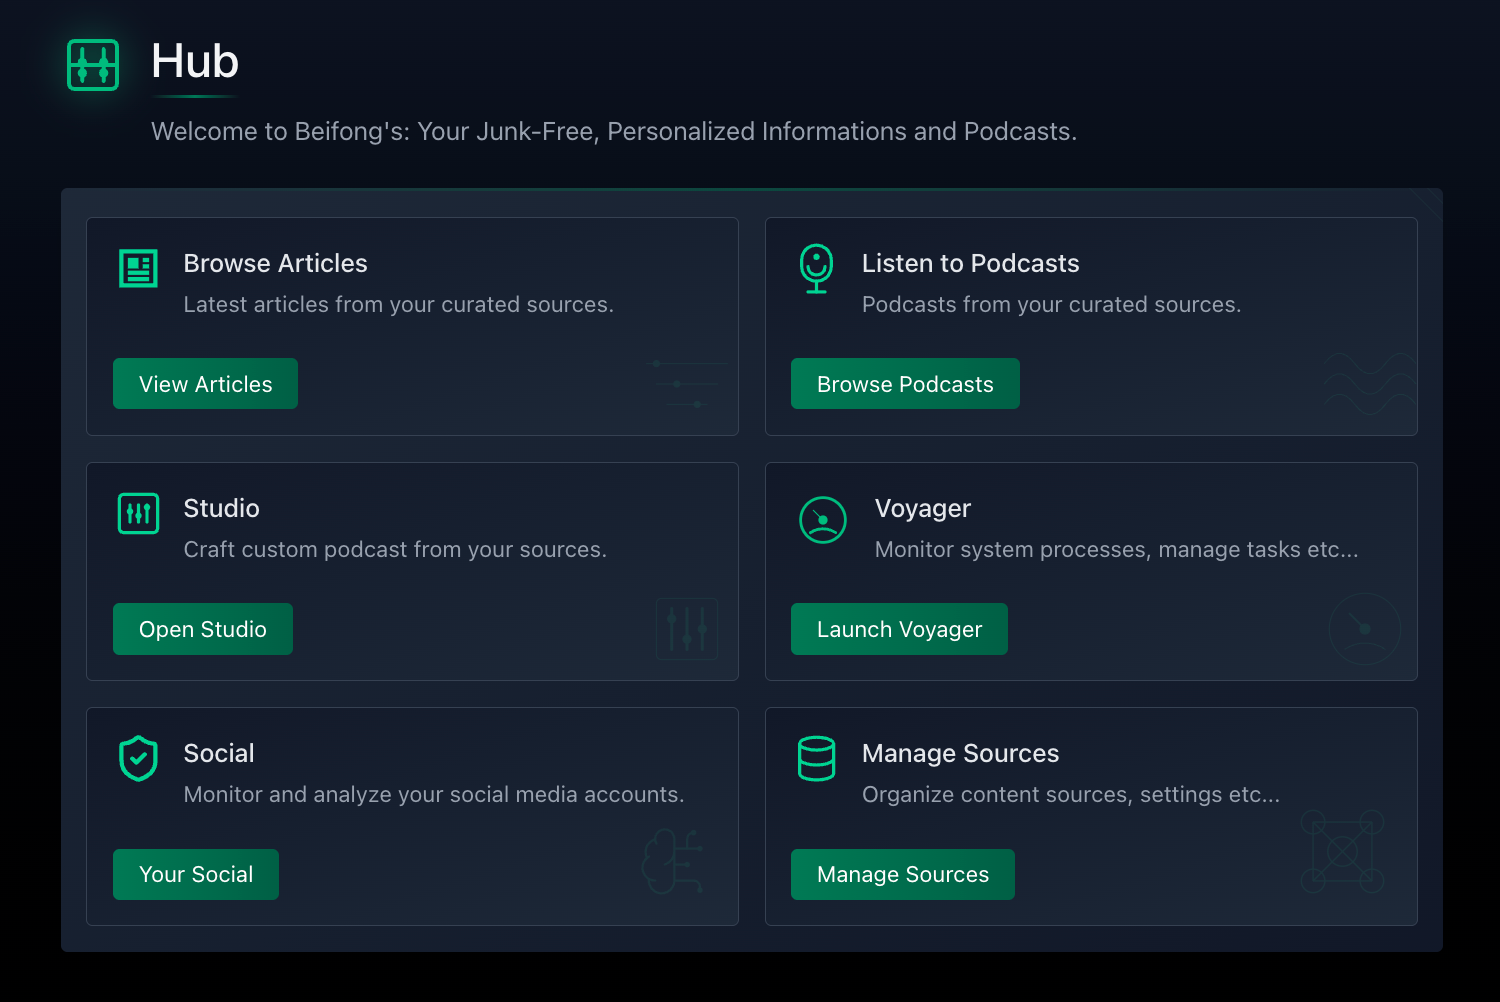 Hub
Welcome to Beifong's: Your Junk-Free, Personalized Informations and Podcasts.
Browse Articles
Latest articles from your curated sources.
View Articles
Listen to Podcasts
Podcasts from your curated sources.
Browse Podcasts
Studio
Craft custom podcast from your sources.
Open Studio
Voyager
Monitor system processes, manage tasks etc...
Launch Voyager
Social
Monitor and analyze your social media accounts.
Your Social
Manage Sources
Organize content sources, settings etc...
Manage Sources